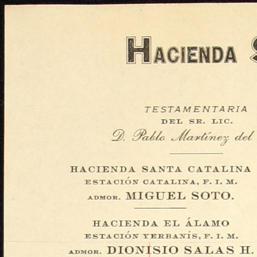 HACIENDA
TESTAMENTARIA
DEL SR. LIC.
D. Pablo Martínez del
HACIENDA SANTA CATALINA
ESTACIÓN CATALINA, F. I. M.
ADMOR. MIGUEL SOTO.
HACIENDA EL ÁLAMO
ESTACIÓN YERBANÍS, F. I. M.
ADMOR. DIONISIO SALAS H.